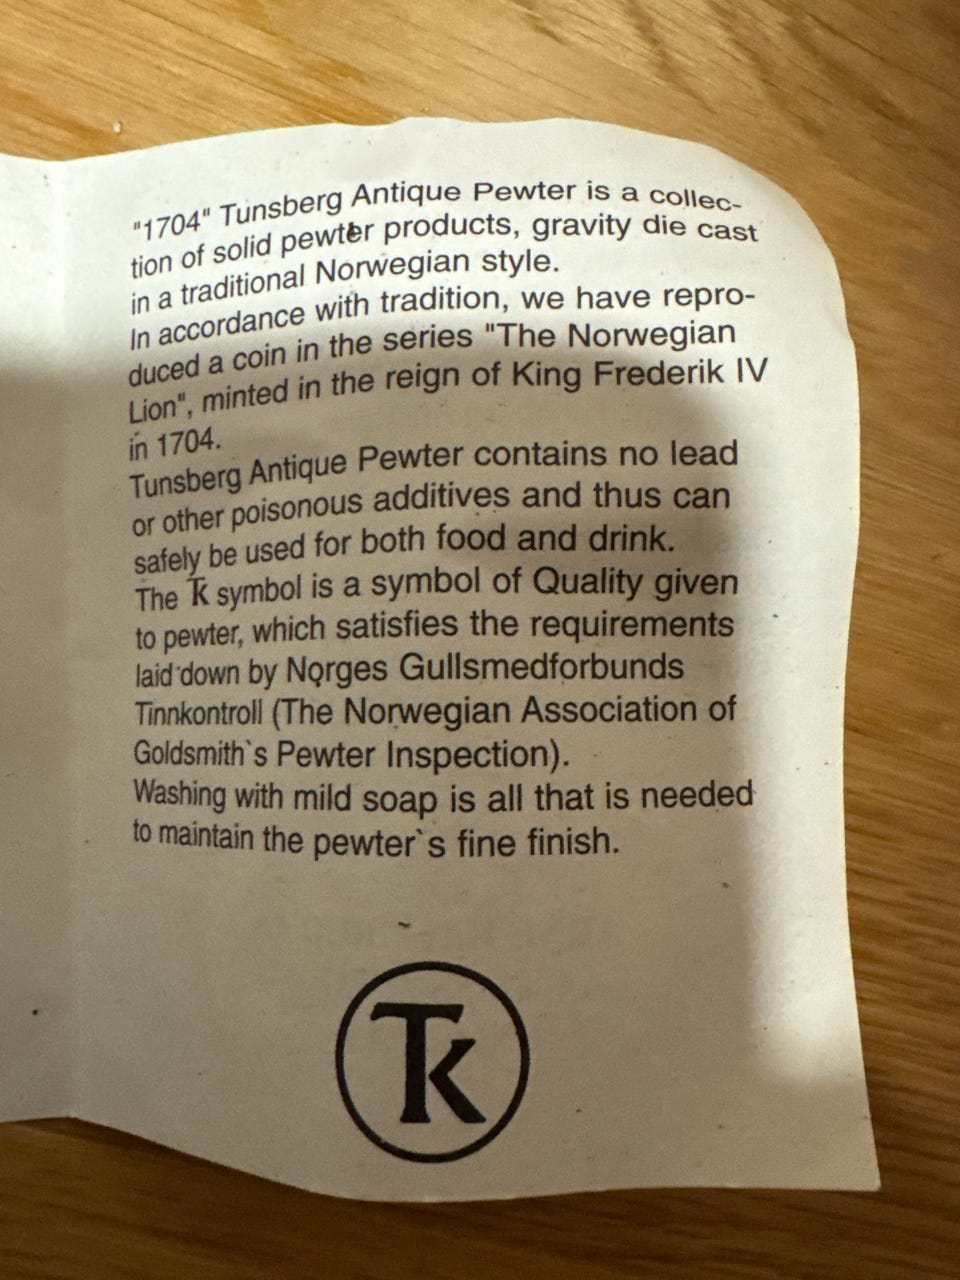 "1704" Tunsberg Antique Pewter is a collec-
tion of solid pewter products, gravity die cast
in a traditional Norwegian style.
In accordance with tradition, we have repro-
duced a coin in the series "The Norwegian
Lion", minted in the reign of King Frederik IV
in 1704.
Tunsberg Antique Pewter contains no lead
or other poisonous additives and thus can
safely be used for both food and drink.
The Tk symbol is a symbol of Quality given
to pewter, which satisfies the requirements
laid down by Norges Gullsmedforbunds
Tinnkontroll (The Norwegian Association of
Goldsmith`s Pewter Inspection).
Washing with mild soap is all that is needed
to maintain the pewter`s fine finish.
Tk